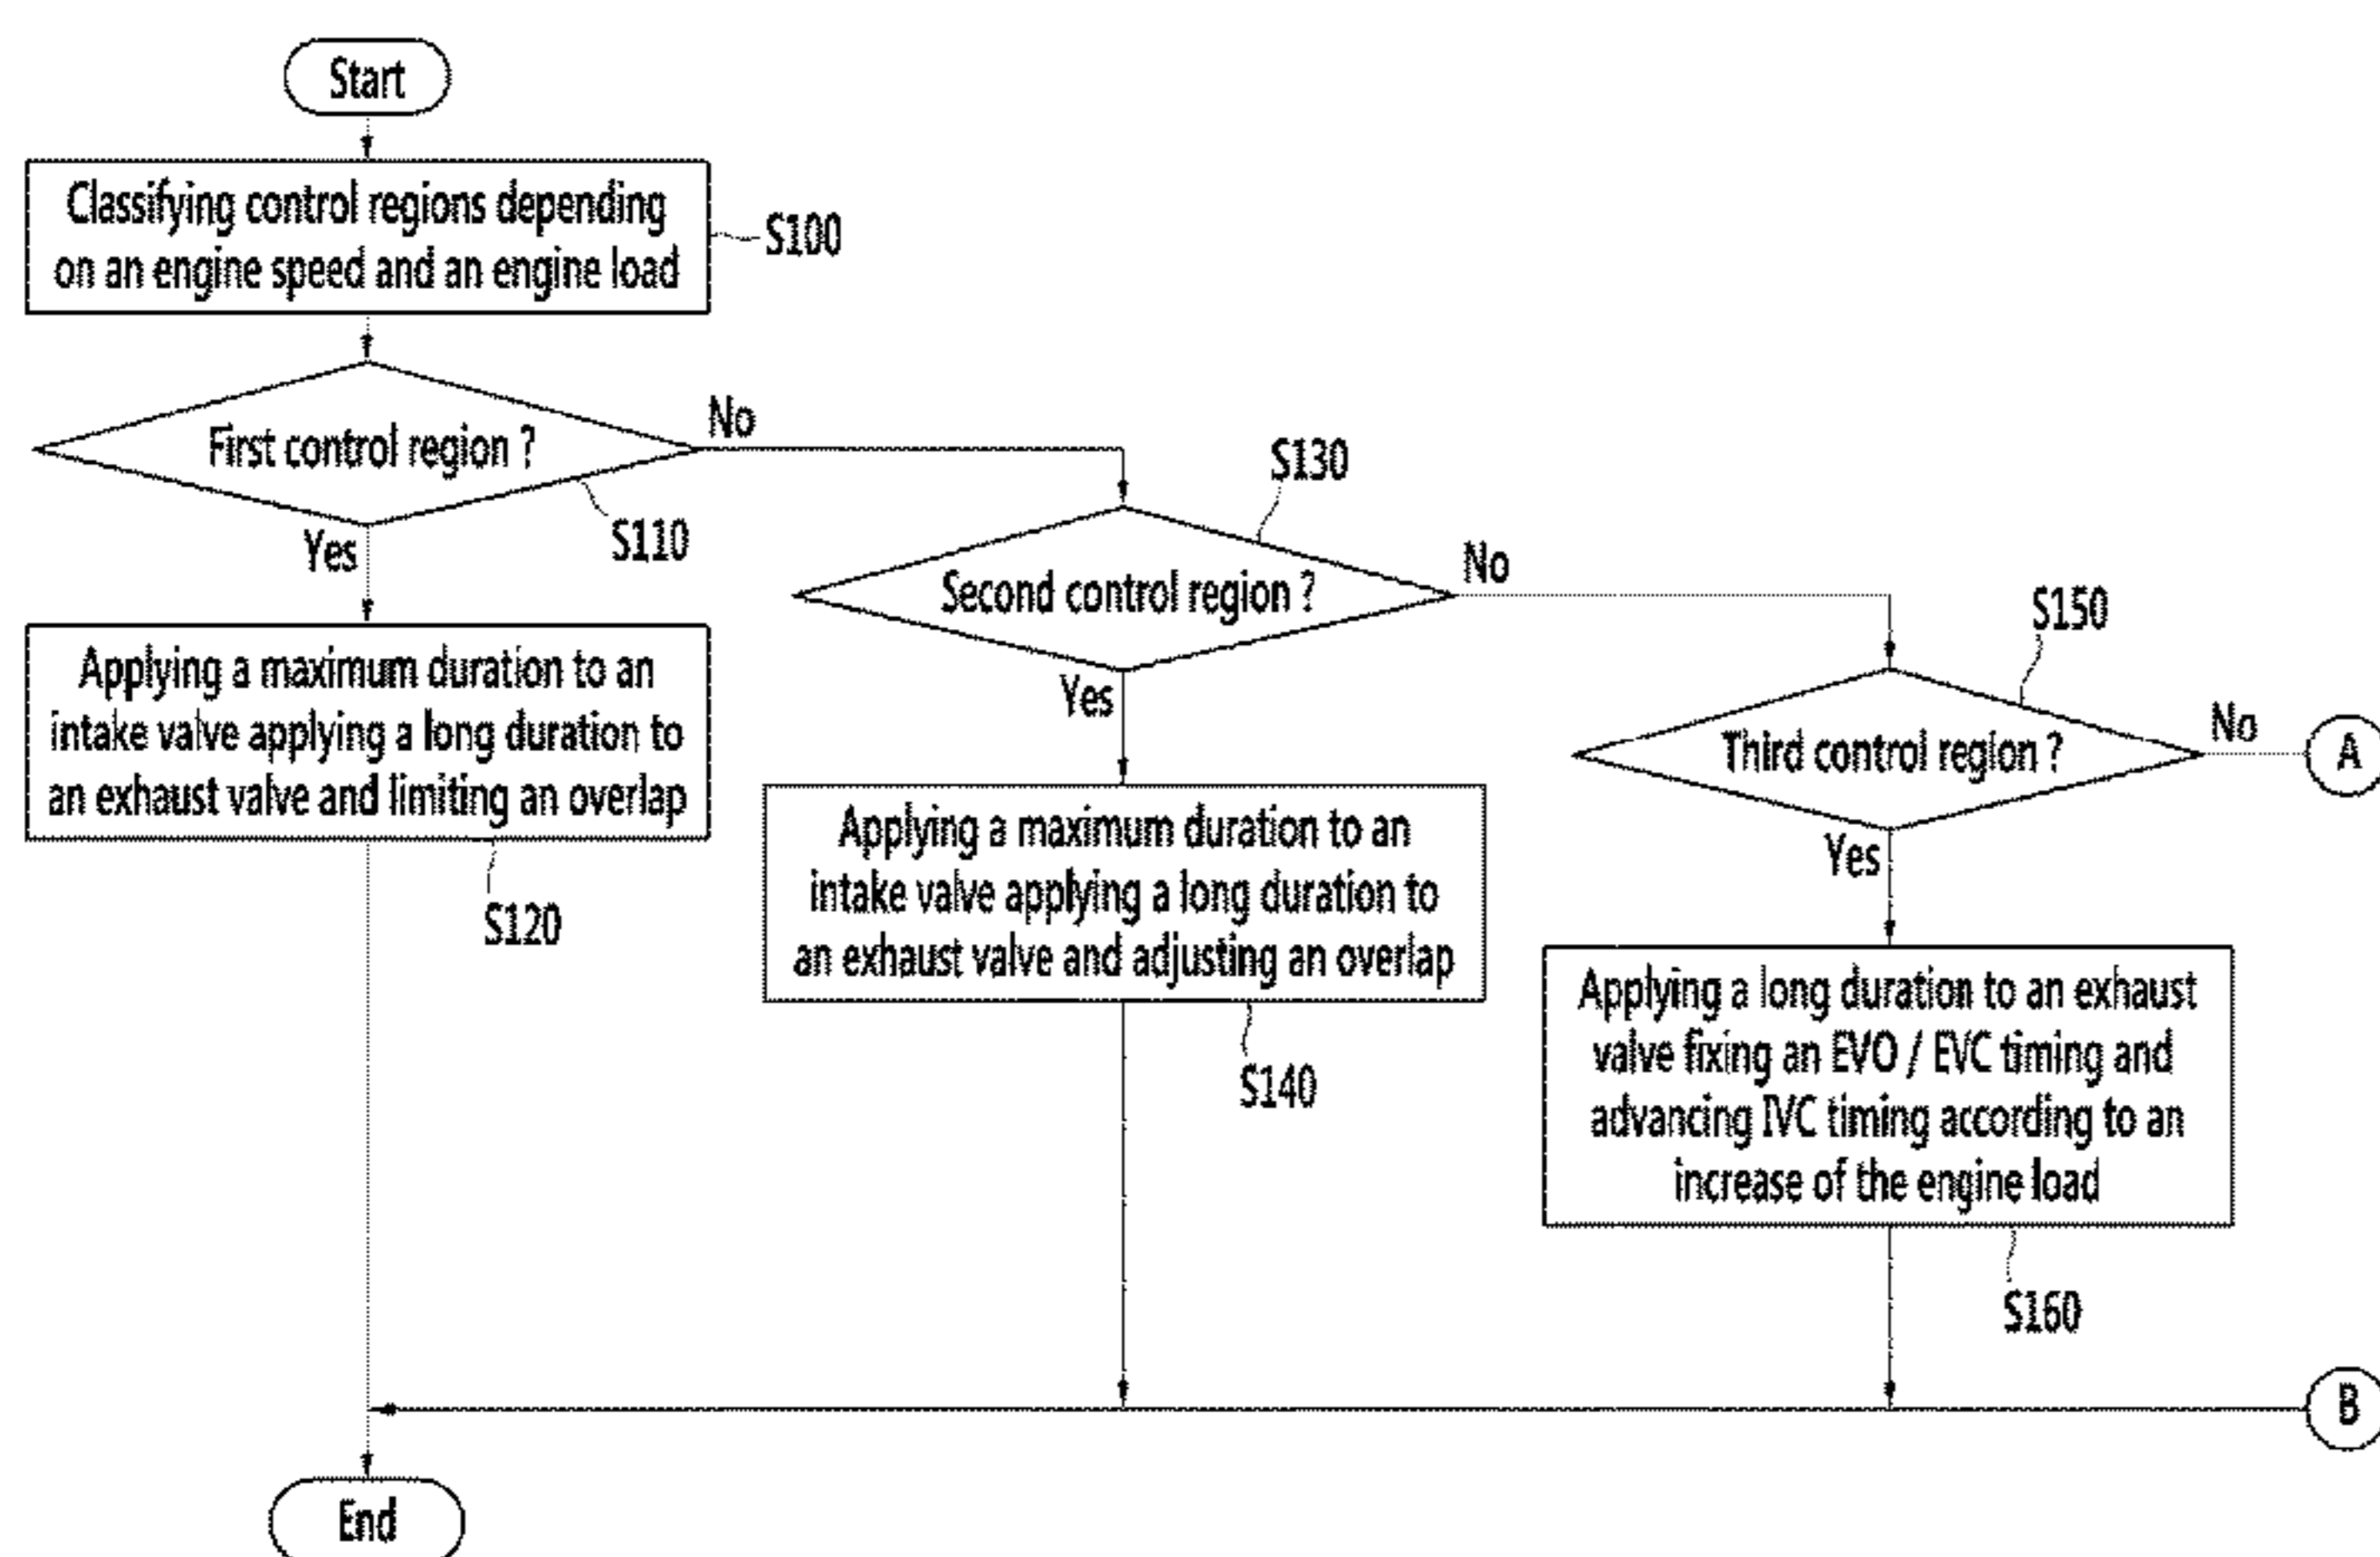 Start
Classifying control regions depending
on an engine speed and an engine load
S100
First control region ?
No
S110
Yes
Applying a maximum duration to an
intake valve applying a long duration to
an exhaust valve and limiting an overlap
S120
S130
Second control region ?
No
Yes
Applying a maximum duration to an
intake valve applying a long duration to
an exhaust valve and adjusting an overlap
S140
S150
Third control region ?
No
A
Yes
Applying a long duration to an exhaust
valve fixing an EVO / EVC timing and
advancing IVC timing according to an
increase of the engine load
S160
B
End